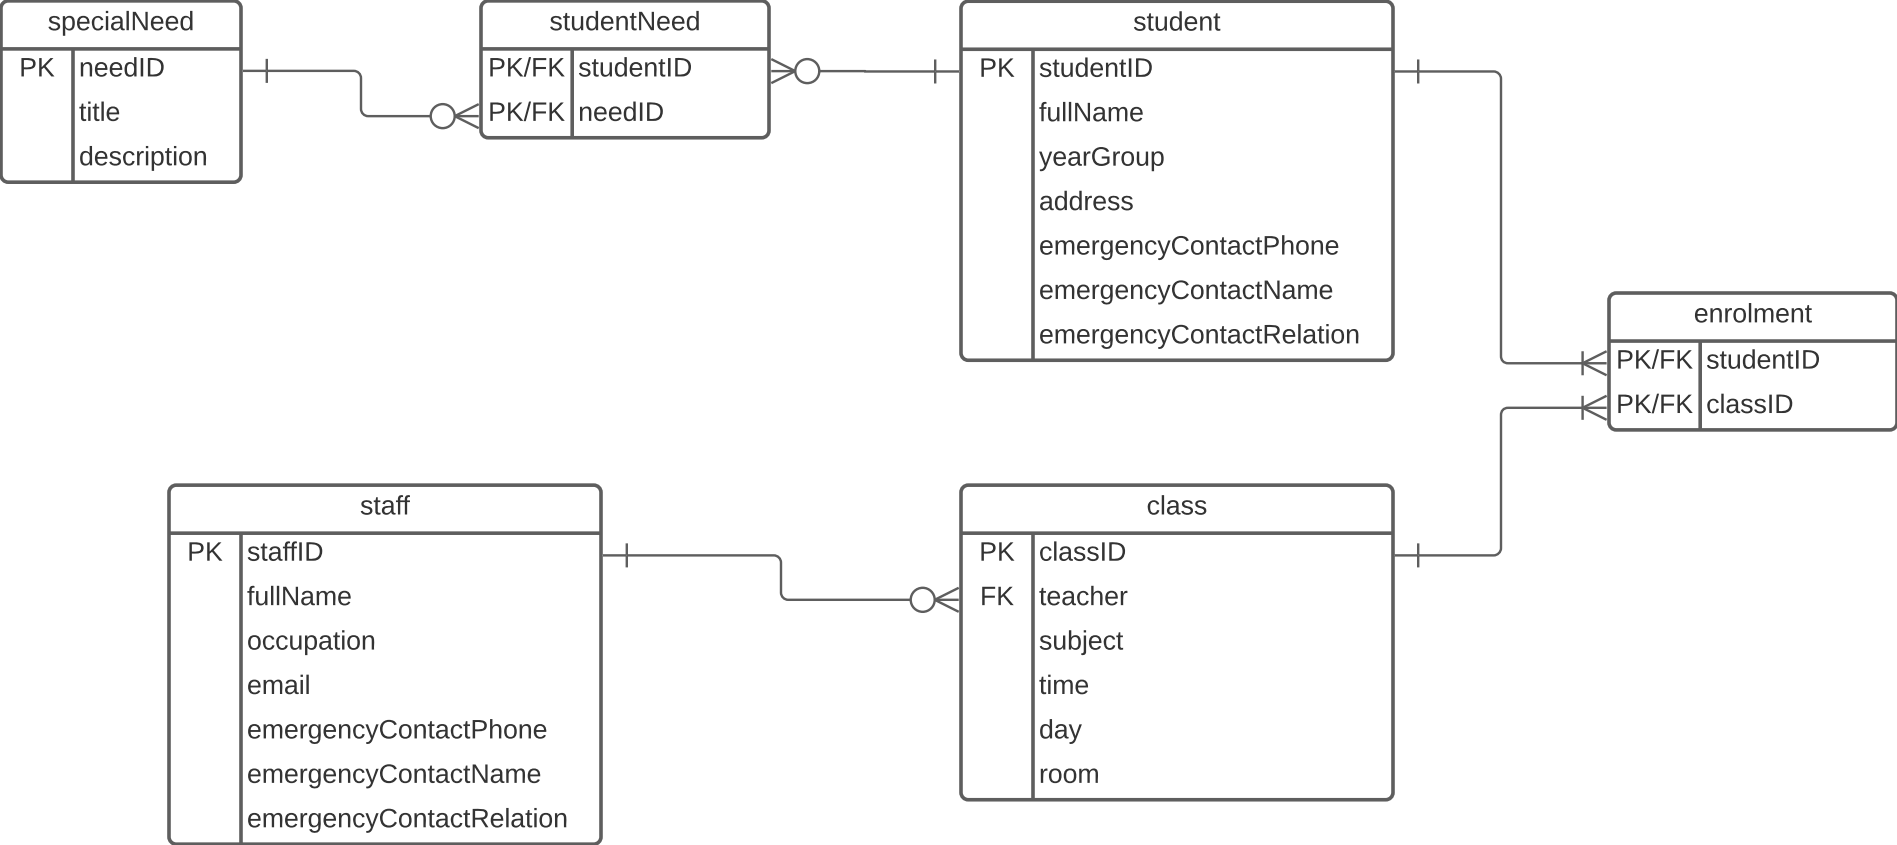 specialNeed
PK needID
title
description
studentNeed
PK/FK studentID
PK/FK needID
student
PK studentID
fullName
yearGroup
address
emergencyContactPhone
emergencyContactName
emergencyContactRelation
enrolment
PK/FK studentID
PK/FK classID
staff
PK staffID
fullName
occupation
email
emergencyContactPhone
emergencyContactName
emergencyContactRelation
class
PK classID
FK teacher
subject
time
day
room